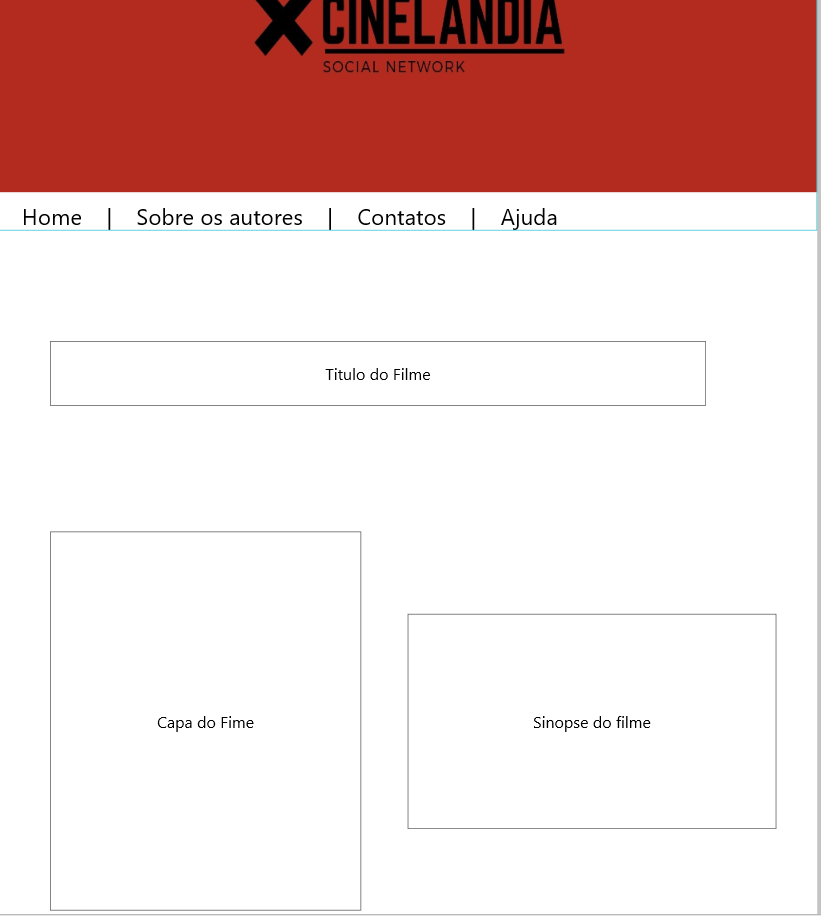 CINELANDIA
SOCIAL NETWORK
Home | Sobre os autores | Contatos | Ajuda
Titulo do Filme
Capa do Fime
Sinopse do filme